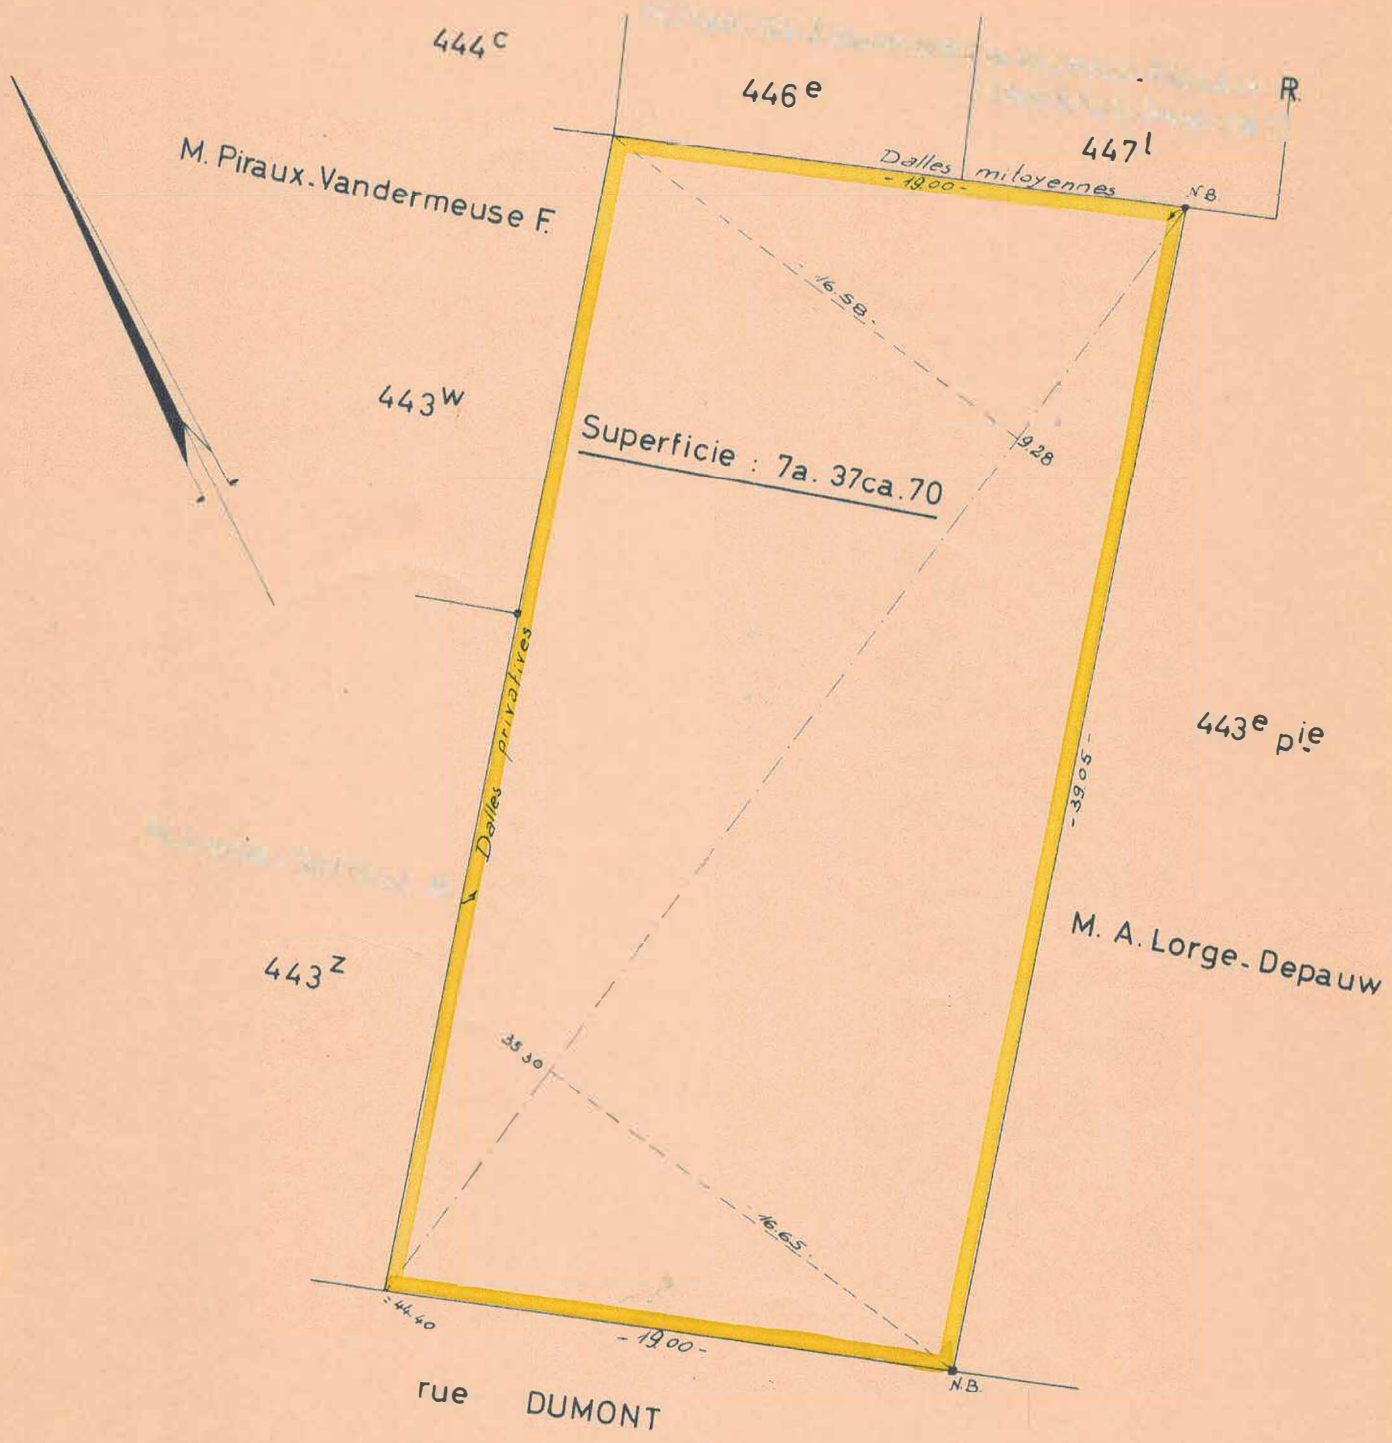 444c
446e
R.
447l
Dalles mitoyennes
- 19.00 -
N.B.
M. Piraux-Vandermeuse F.
- 16.58 -
443w
Superficie : 7a. 37ca.70
9.28
Dalles privatives
443e pie
- 39.05 -
M. A. Lorge-Depauw
443z
35.30
- 16.65 -
= 44.40
- 19.00 -
N.B.
rue DUMONT